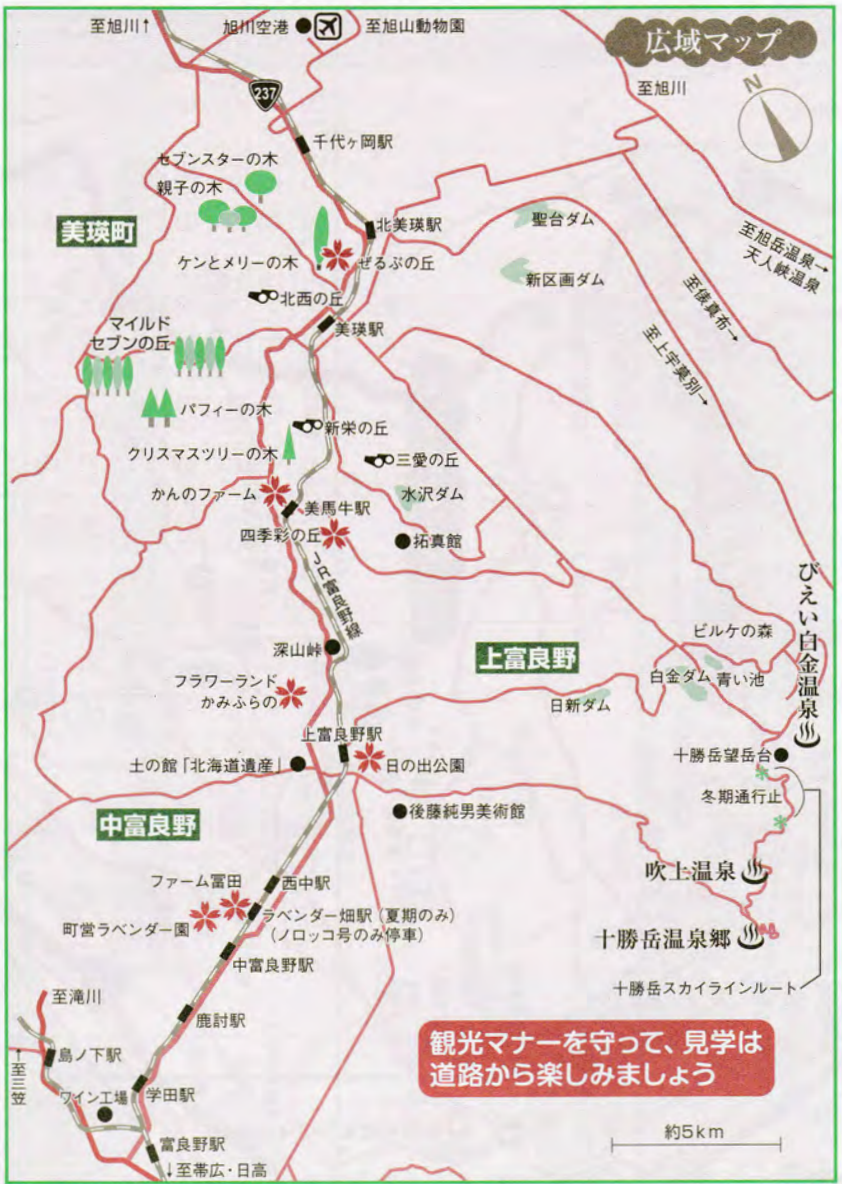 至旭川↑
旭川空港
至旭山動物園
広域マップ
至旭川
N
237
千代ヶ岡駅
セブンスターの木
親子の木
美瑛町
北美瑛駅
聖台ダム
ケンとメリーの木
ぜるぶの丘
新区画ダム
至旭岳温泉→
天人峡温泉
至俵真布→
至上宇莫別→
北西の丘
美瑛駅
マイルド
セブンの丘
パフィーの木
新栄の丘
クリスマスツリーの木
三愛の丘
かんのファーム
水沢ダム
美馬牛駅
四季彩の丘
拓真館
JR富良野線
びえい白金温泉
ビルケの森
深山峠
上富良野
白金ダム
青い池
フラワーランド
かみふらの
日新ダム
上富良野駅
土の館「北海道遺産」
日の出公園
十勝岳望岳台
冬期通行止
中富良野
後藤純男美術館
吹上温泉
ファーム冨田
西中駅
町営ラベンダー園
ラベンダー畑駅(夏期のみ)
(ノロッコ号のみ停車)
十勝岳温泉郷
中富良野駅
十勝岳スカイラインルート
至滝川
鹿討駅
観光マナーを守って、見学は
道路から楽しみましょう
島ノ下駅
↑至三笠
学田駅
ワイン工場
約5km
富良野駅
↓至帯広・日高